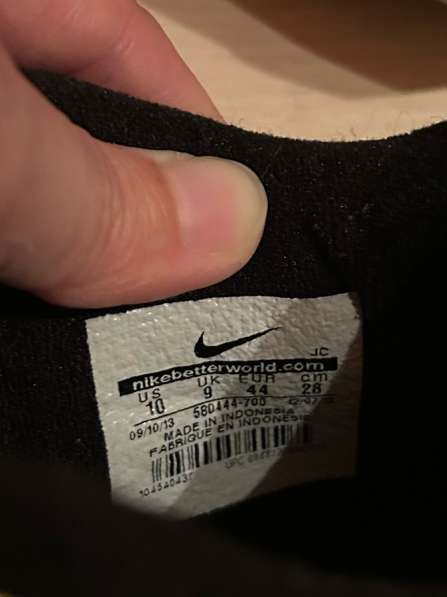 JC
nikebetterworld.com
US UK EUR cm
10 9 44 28
09/10/13 580444-700
MADE IN INDONESIA
FABRIQUE EN INDONESIE
UPC